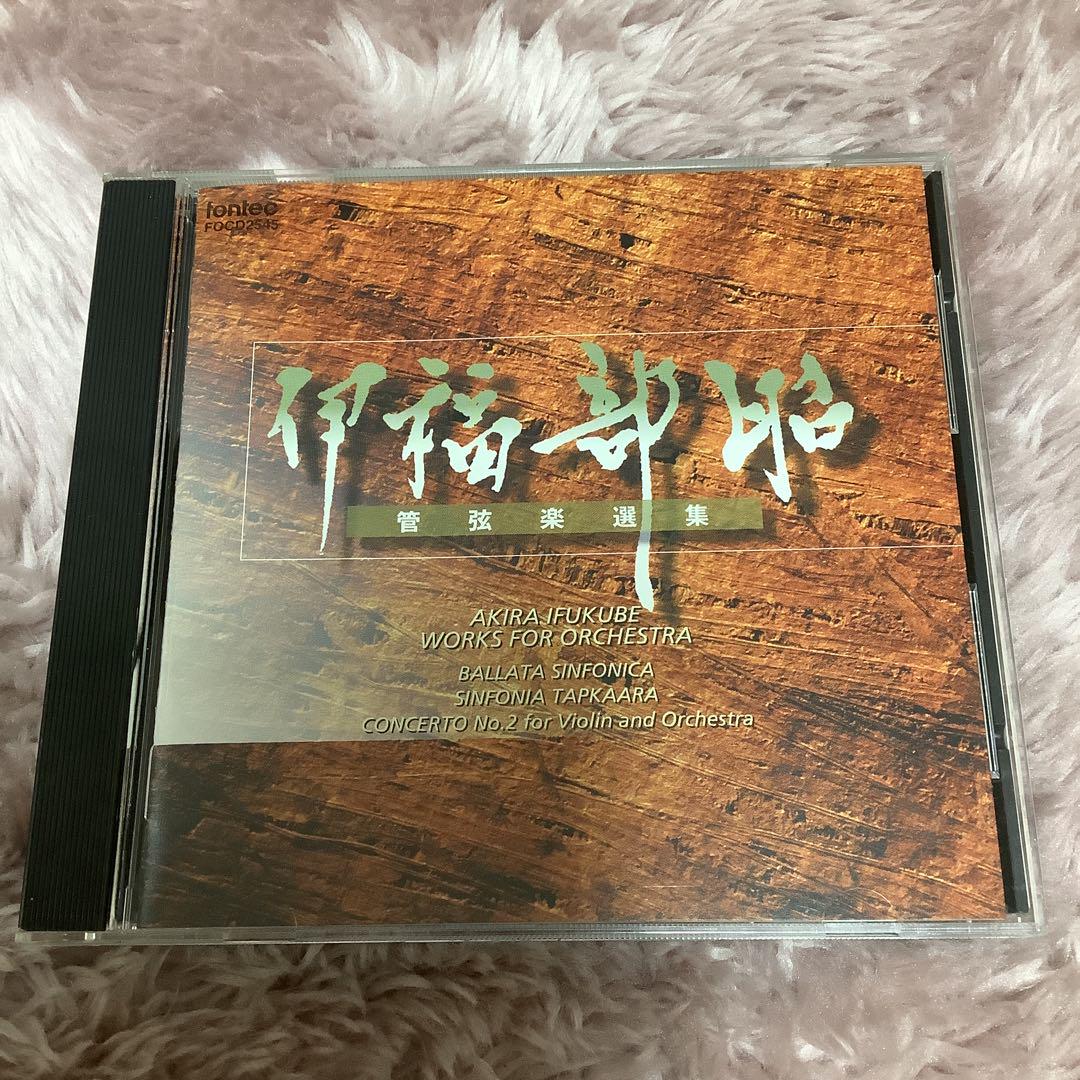 fontec
FOCD2545
伊福部昭
管弦楽選集
AKIRA IFUKUBE
WORKS FOR ORCHESTRA
BALLATA SINFONICA
SINFONIA TAPKAARA
CONCERTO No.2 for Violin and Orchestra